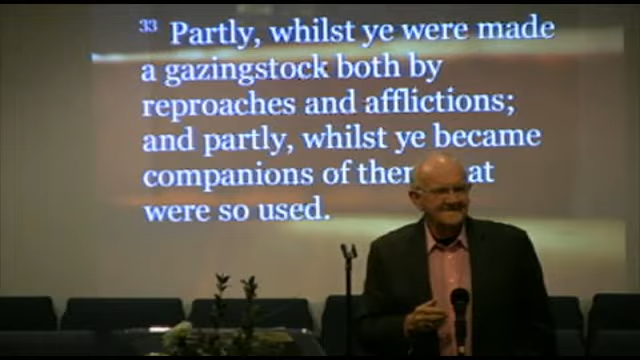 33 Partly, whilst ye were made
a gazingstock both by
reproaches and afflictions;
and partly, whilst ye became
companions of at
were so used.